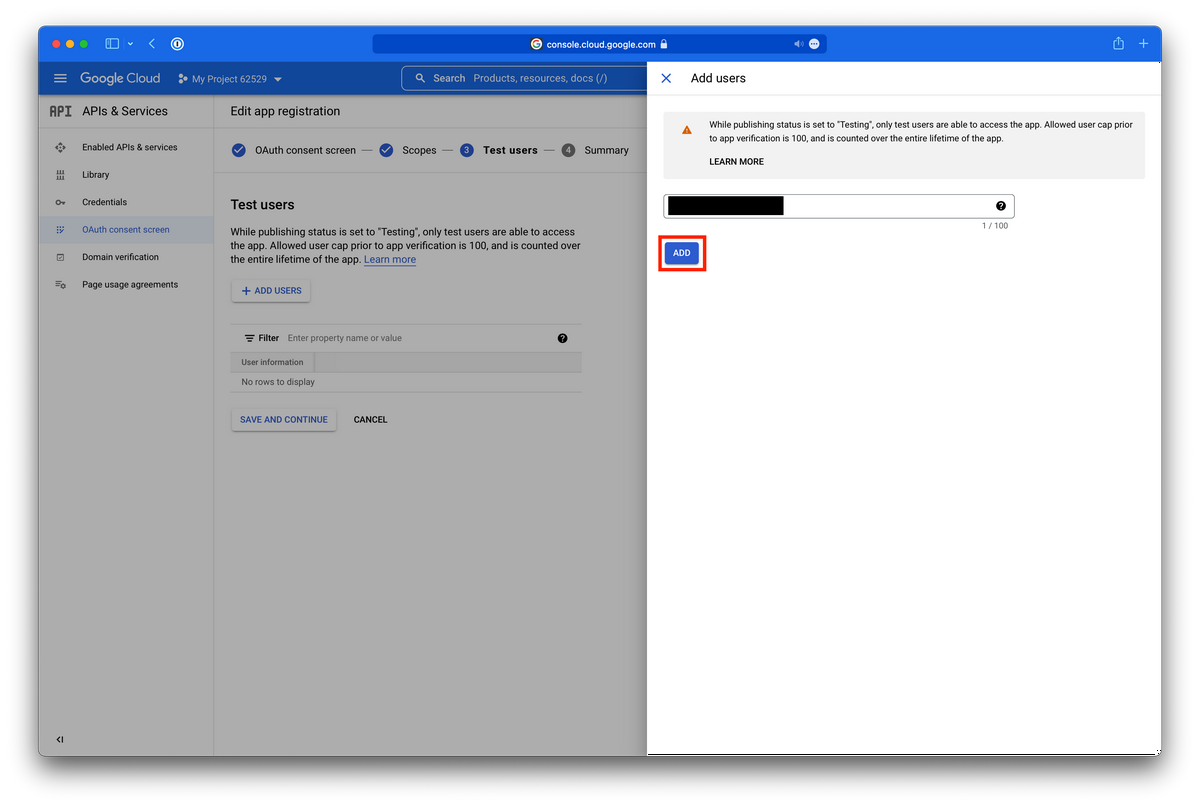 console.cloud.google.com
Google Cloud
My Project 62529
Search Products, resources, docs (/)
API APIs & Services
Enabled APIs & services
Library
Credentials
OAuth consent screen
Domain verification
Page usage agreements
Edit app registration
OAuth consent screen — Scopes — 3 Test users — 4 Summary
Test users
While publishing status is set to "Testing", only test users are able to access
the app. Allowed user cap prior to app verification is 100, and is counted over
the entire lifetime of the app. Learn more
+ ADD USERS
Filter Enter property name or value
User information
No rows to display
SAVE AND CONTINUE CANCEL
Add users
While publishing status is set to "Testing", only test users are able to access the app. Allowed user cap prior
to app verification is 100, and is counted over the entire lifetime of the app.
LEARN MORE
1 / 100
ADD